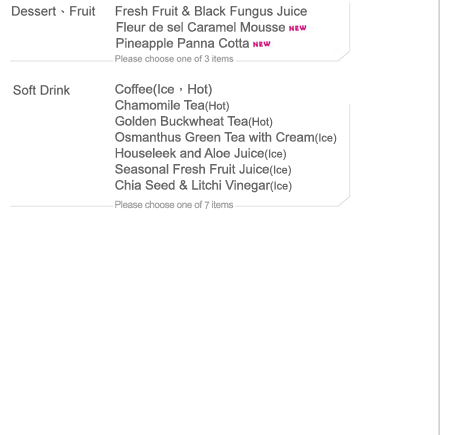 Dessert、Fruit Fresh Fruit & Black Fungus Juice
Fleur de sel Caramel Mousse NEW
Pineapple Panna Cotta NEW
Please choose one of 3 items
Soft Drink Coffee(Ice，Hot)
Chamomile Tea(Hot)
Golden Buckwheat Tea(Hot)
Osmanthus Green Tea with Cream(Ice)
Houseleek and Aloe Juice(Ice)
Seasonal Fresh Fruit Juice(Ice)
Chia Seed & Litchi Vinegar(Ice)
Please choose one of 7 items